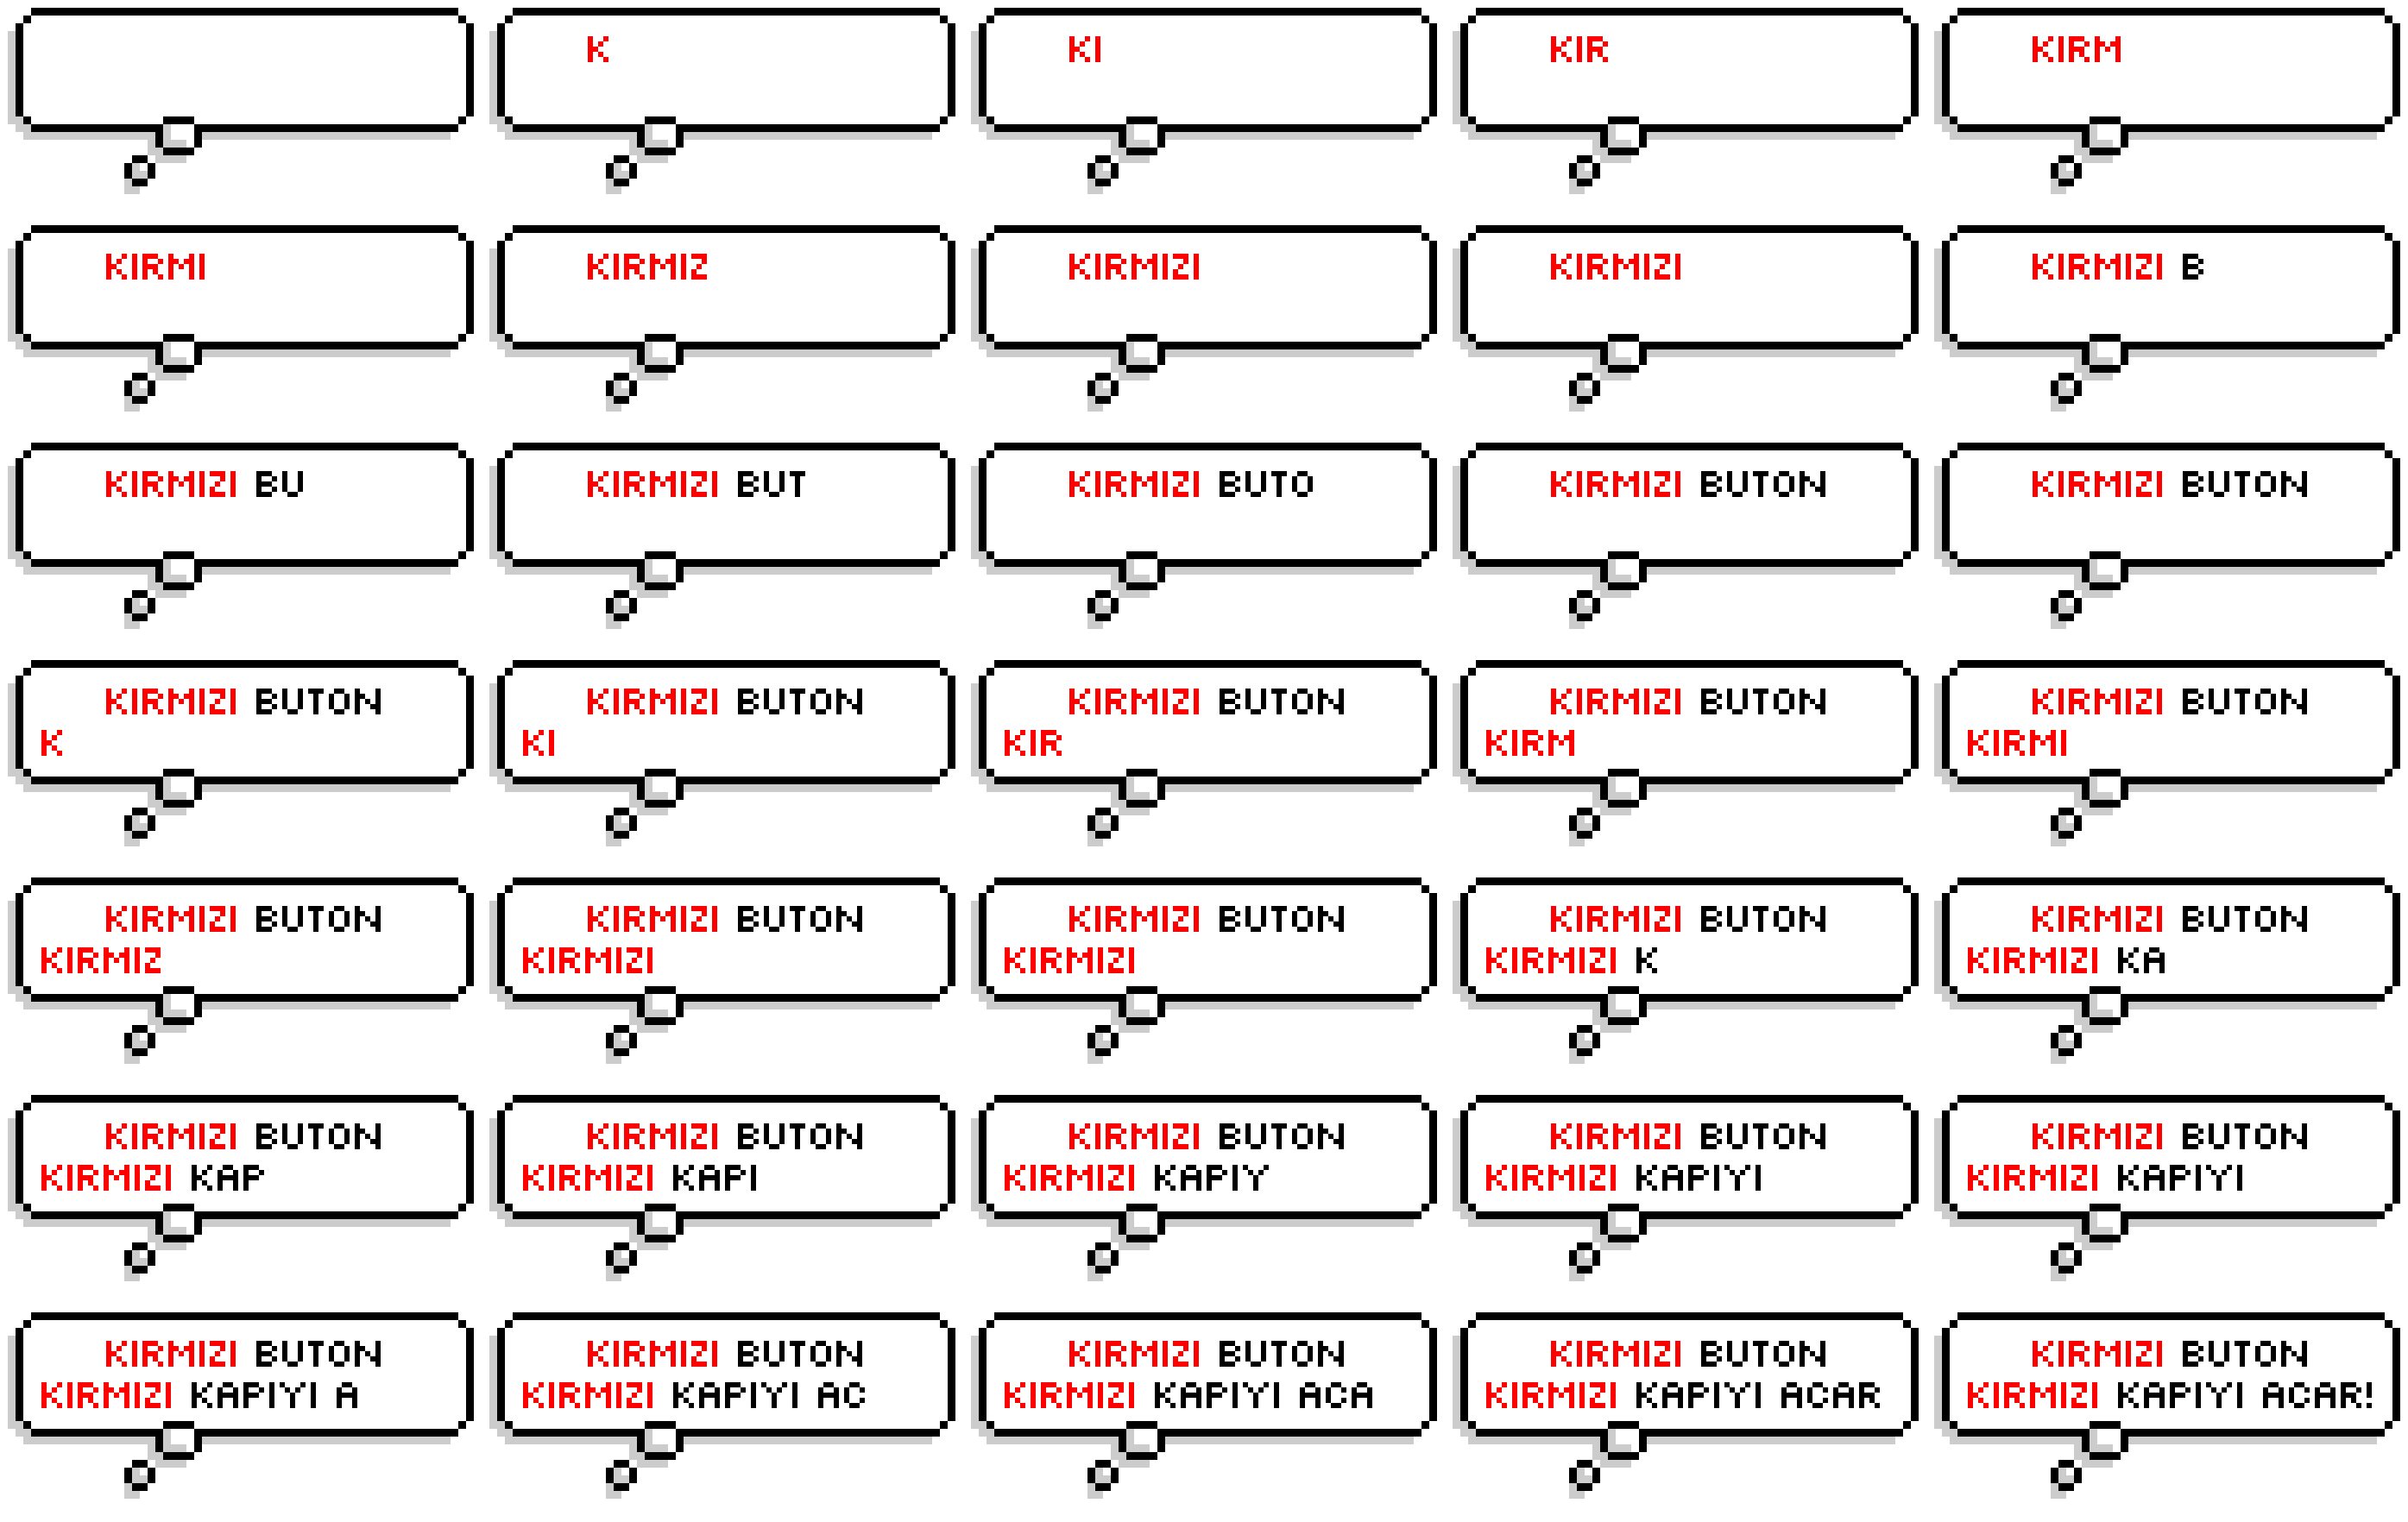 K
KI
KIR
KIRM
KIRMI
KIRMIZ
KIRMIZI
KIRMIZI
KIRMIZI B
KIRMIZI BU
KIRMIZI BUT
KIRMIZI BUTO
KIRMIZI BUTON
KIRMIZI BUTON
KIRMIZI BUTON
K
KIRMIZI BUTON
KI
KIRMIZI BUTON
KIR
KIRMIZI BUTON
KIRM
KIRMIZI BUTON
KIRMI
KIRMIZI BUTON
KIRMIZ
KIRMIZI BUTON
KIRMIZI
KIRMIZI BUTON
KIRMIZI
KIRMIZI BUTON
KIRMIZI K
KIRMIZI BUTON
KIRMIZI KA
KIRMIZI BUTON
KIRMIZI KAP
KIRMIZI BUTON
KIRMIZI KAPI
KIRMIZI BUTON
KIRMIZI KAPIY
KIRMIZI BUTON
KIRMIZI KAPIYI
KIRMIZI BUTON
KIRMIZI KAPIYI
KIRMIZI BUTON
KIRMIZI KAPIYI A
KIRMIZI BUTON
KIRMIZI KAPIYI AC
KIRMIZI BUTON
KIRMIZI KAPIYI ACA
KIRMIZI BUTON
KIRMIZI KAPIYI ACAR
KIRMIZI BUTON
KIRMIZI KAPIYI ACAR!